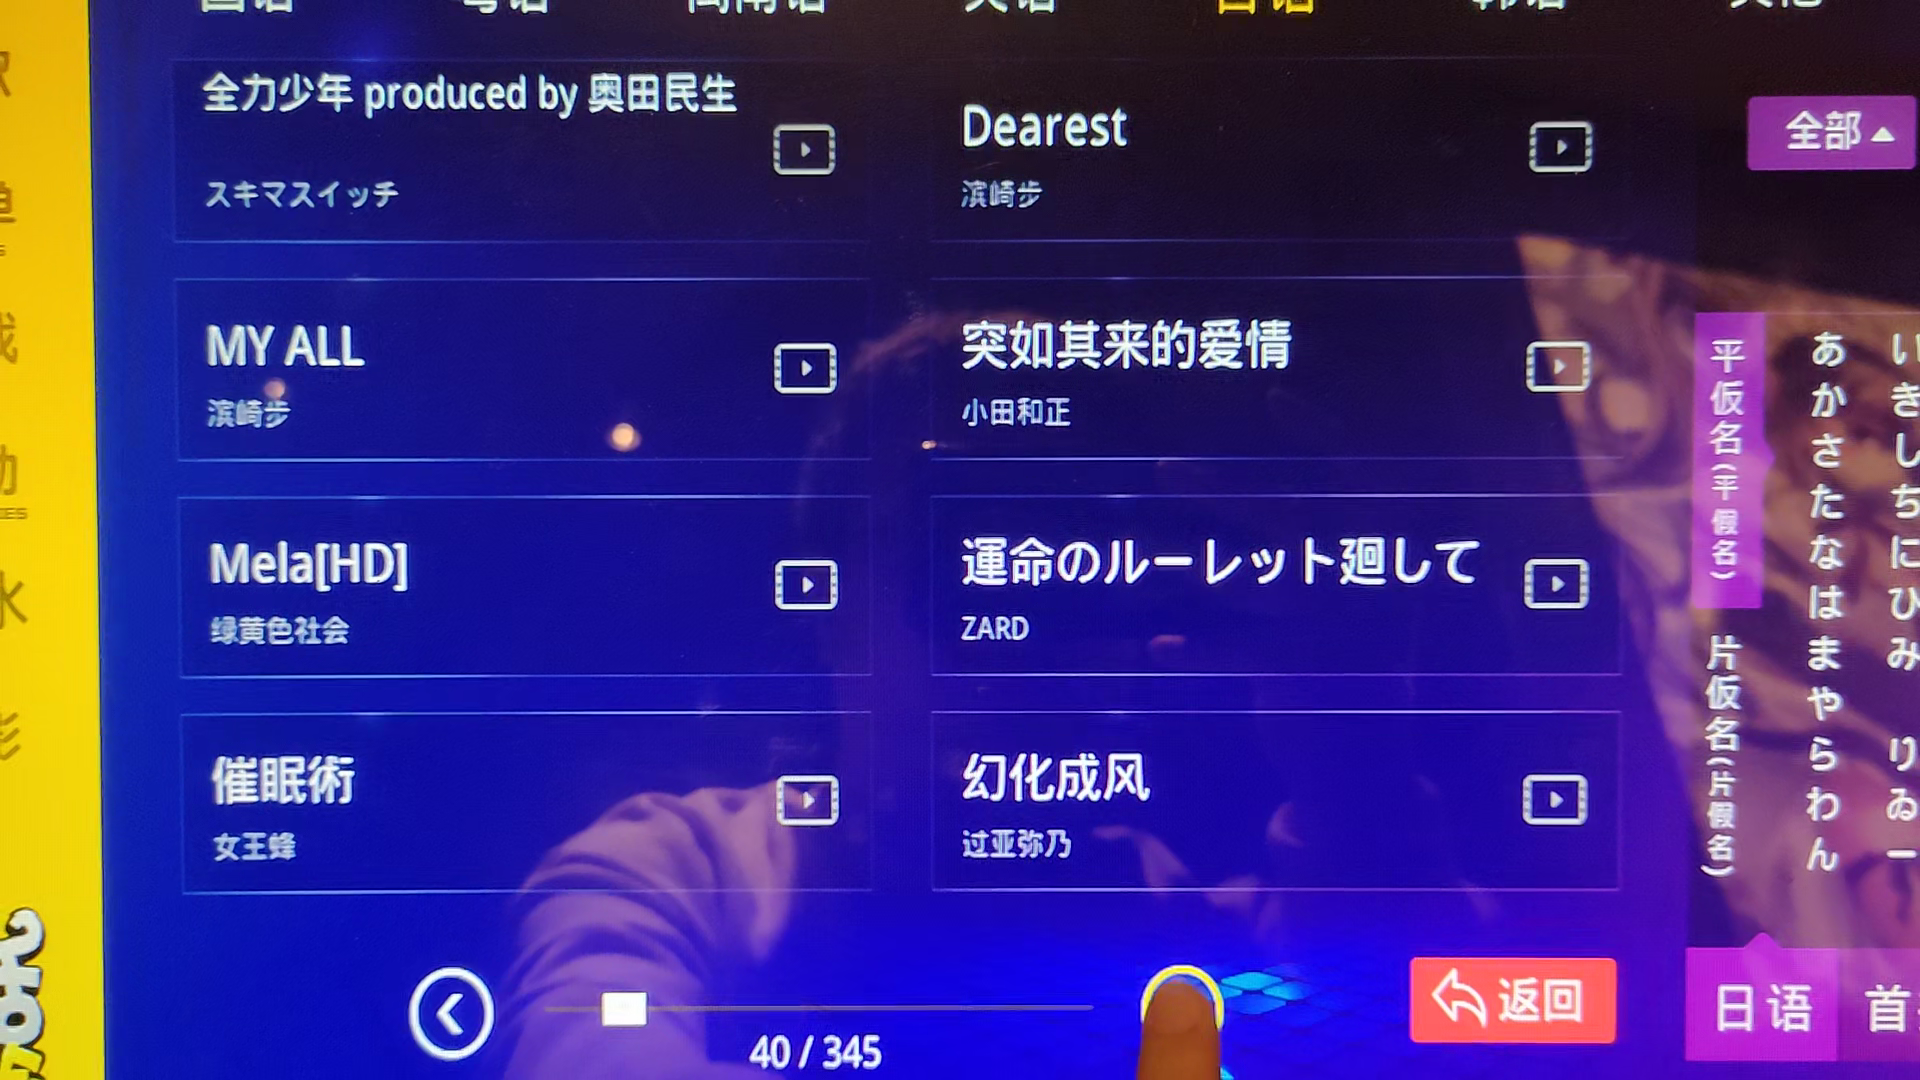 全力少年 produced by 奥田民生
スキマスイッチ
Dearest
滨崎步
全部
MY ALL
滨崎步
突如其来的爱情
小田和正
Mela[HD]
绿黄色社会
運命のルーレット廻して
ZARD
催眠術
女王蜂
幻化成风
过亚弥乃
平仮名(平假名)
片仮名(片假名)
あ い
か き
さ し
た ち
な に
は ひ
ま み
や
ら り
わ ゐ
ん ー
40 / 345
返回
日语
首